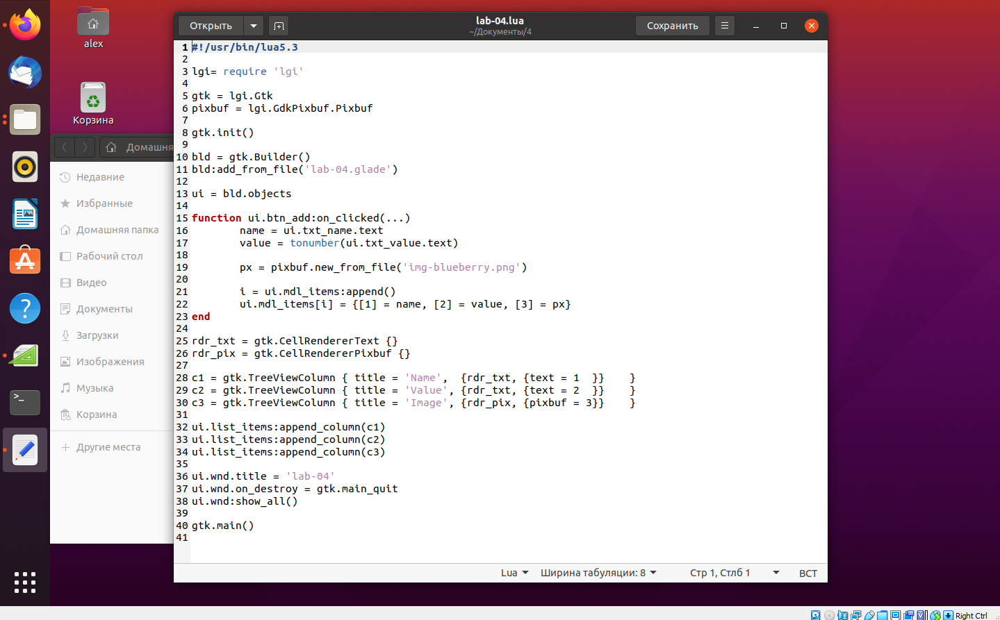 alex
Корзина
Домашня
Недавние
Избранные
Домашняя папка
Рабочий стол
Видео
Документы
Загрузки
Изображения
Музыка
Корзина
Другие места
Открыть
lab-04.lua
~/Документы/4
Сохранить
1 #!/usr/bin/lua5.3
2
3 lgi= require 'lgi'
4
5 gtk = lgi.Gtk
6 pixbuf = lgi.GdkPixbuf.Pixbuf
7
8 gtk.init()
9
10 bld = gtk.Builder()
11 bld:add_from_file('lab-04.glade')
12
13 ui = bld.objects
14
15 function ui.btn_add:on_clicked(...)
16         name = ui.txt_name.text
17         value = tonumber(ui.txt_value.text)
18
19         px = pixbuf.new_from_file('img-blueberry.png')
20
21         i = ui.mdl_items:append()
22         ui.mdl_items[i] = {[1] = name, [2] = value, [3] = px}
23 end
24
25 rdr_txt = gtk.CellRendererText {}
26 rdr_pix = gtk.CellRendererPixbuf {}
27
28 c1 = gtk.TreeViewColumn { title = 'Name',  {rdr_txt, {text = 1  }}    }
29 c2 = gtk.TreeViewColumn { title = 'Value', {rdr_txt, {text = 2  }}    }
30 c3 = gtk.TreeViewColumn { title = 'Image', {rdr_pix, {pixbuf = 3}}    }
31
32 ui.list_items:append_column(c1)
33 ui.list_items:append_column(c2)
34 ui.list_items:append_column(c3)
35
36 ui.wnd.title = 'lab-04'
37 ui.wnd.on_destroy = gtk.main_quit
38 ui.wnd:show_all()
39
40 gtk.main()
41
Lua
Ширина табуляции: 8
Стр 1, Стлб 1
ВСТ
Right Ctrl